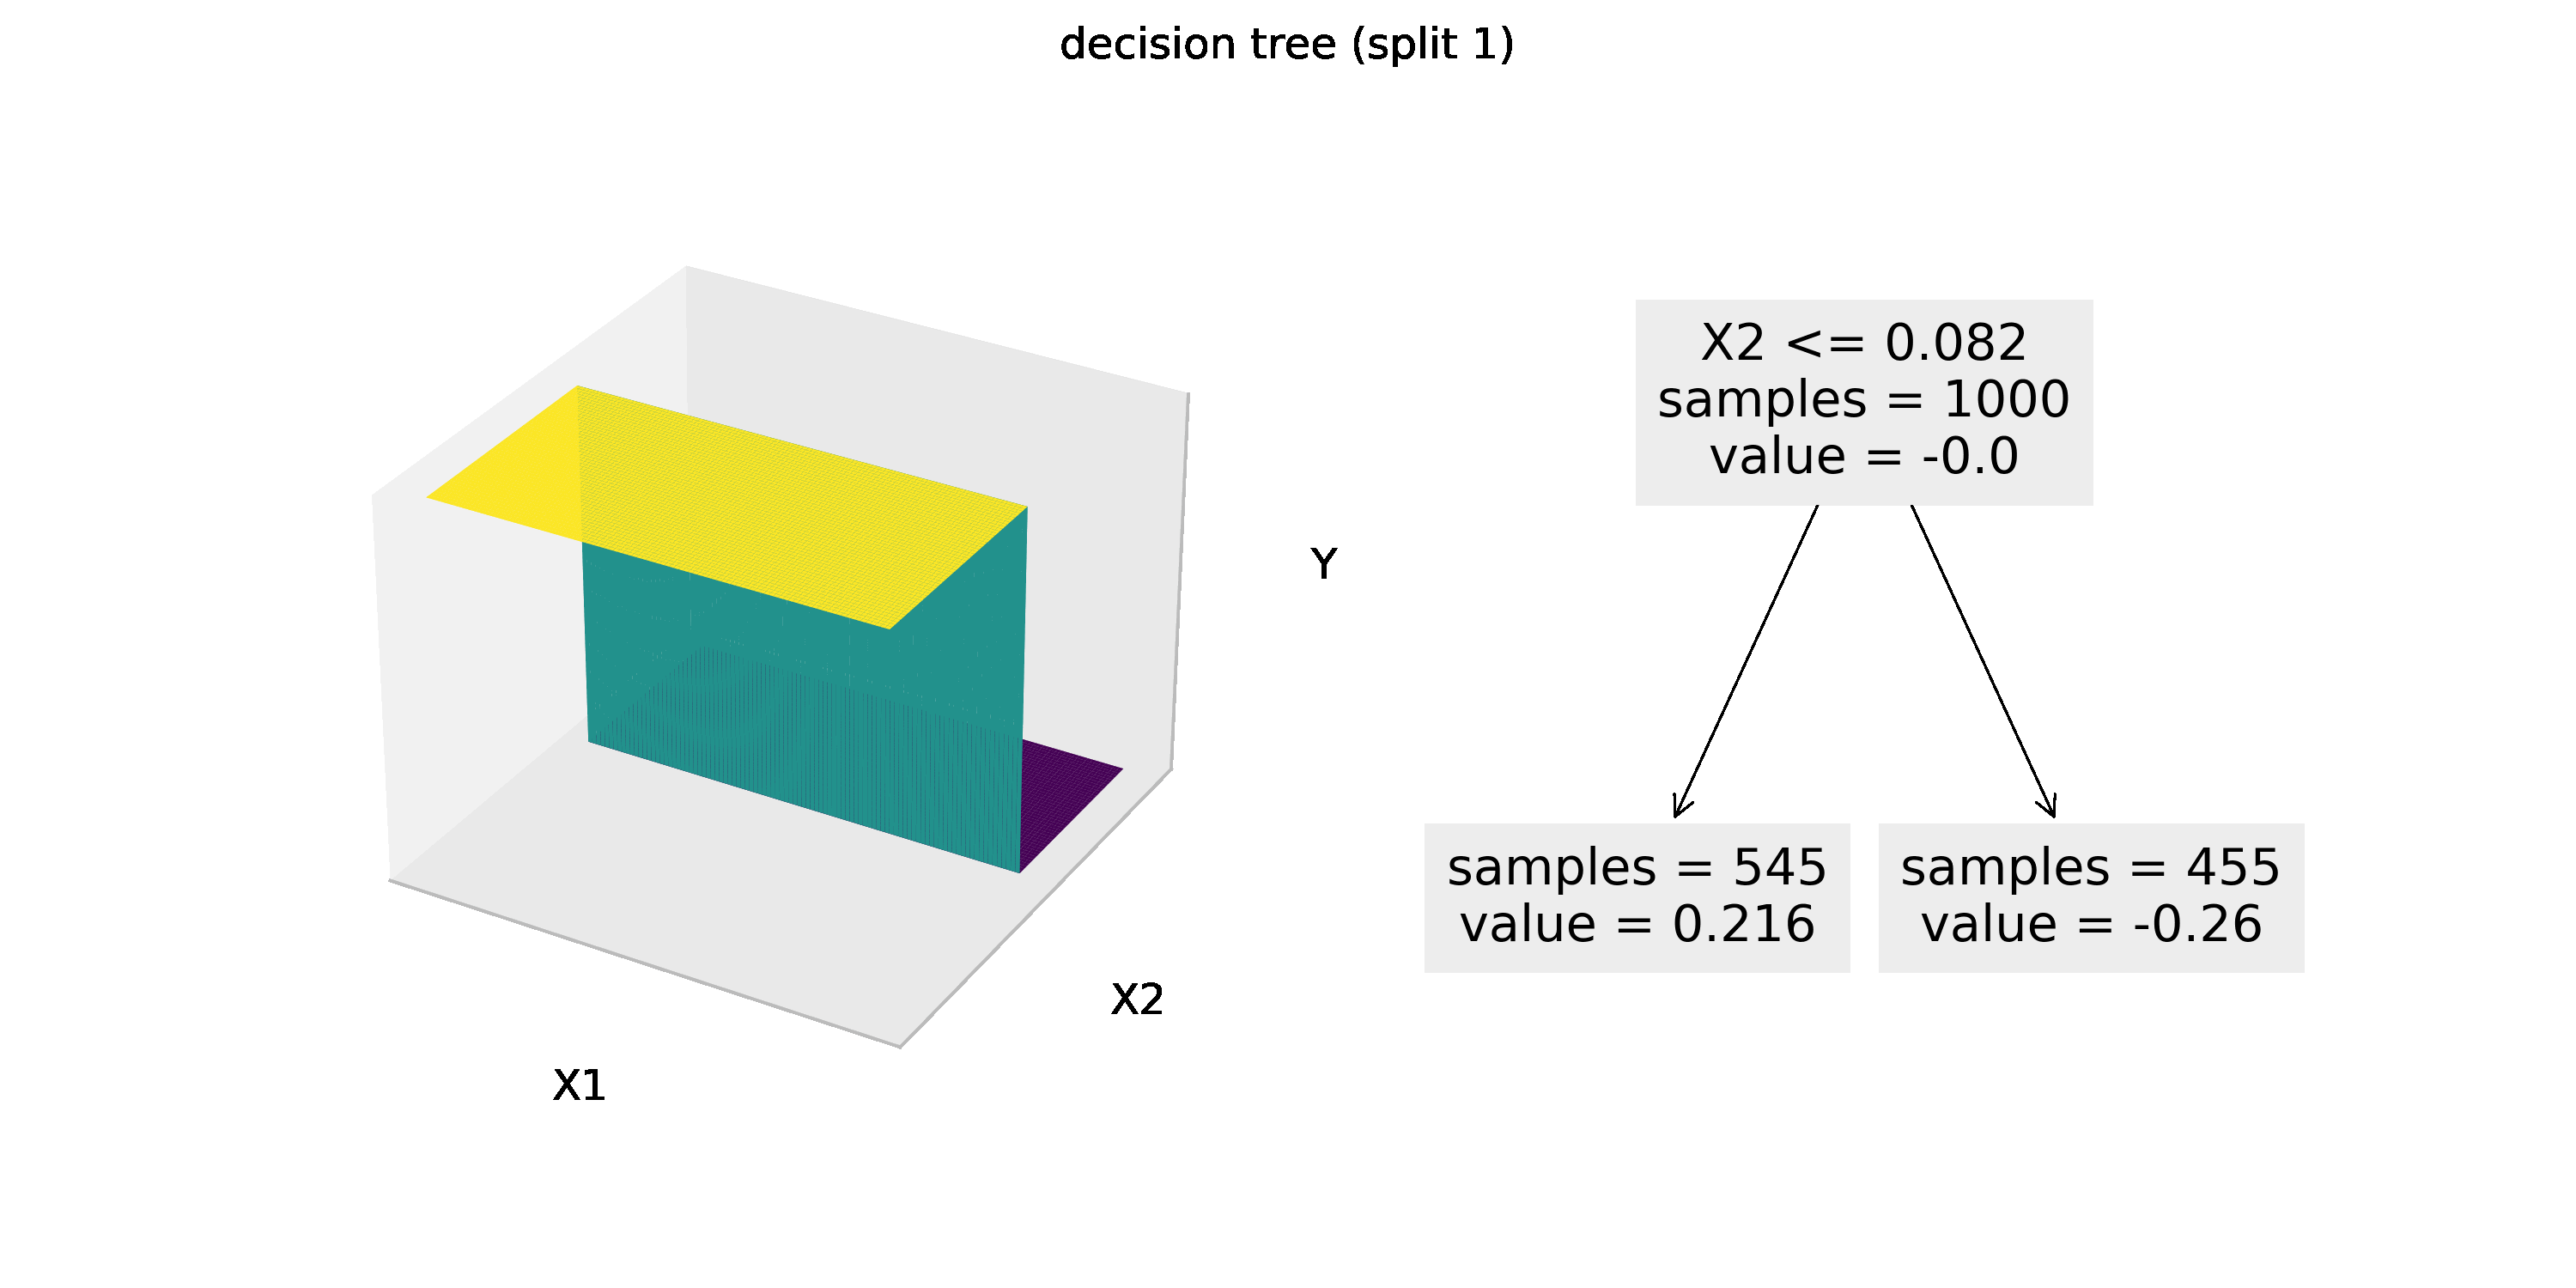 decision tree (split 1)
Y
X2
X1
X2 <= 0.082
samples = 1000
value = -0.0
samples = 545
value = 0.216
samples = 455
value = -0.26